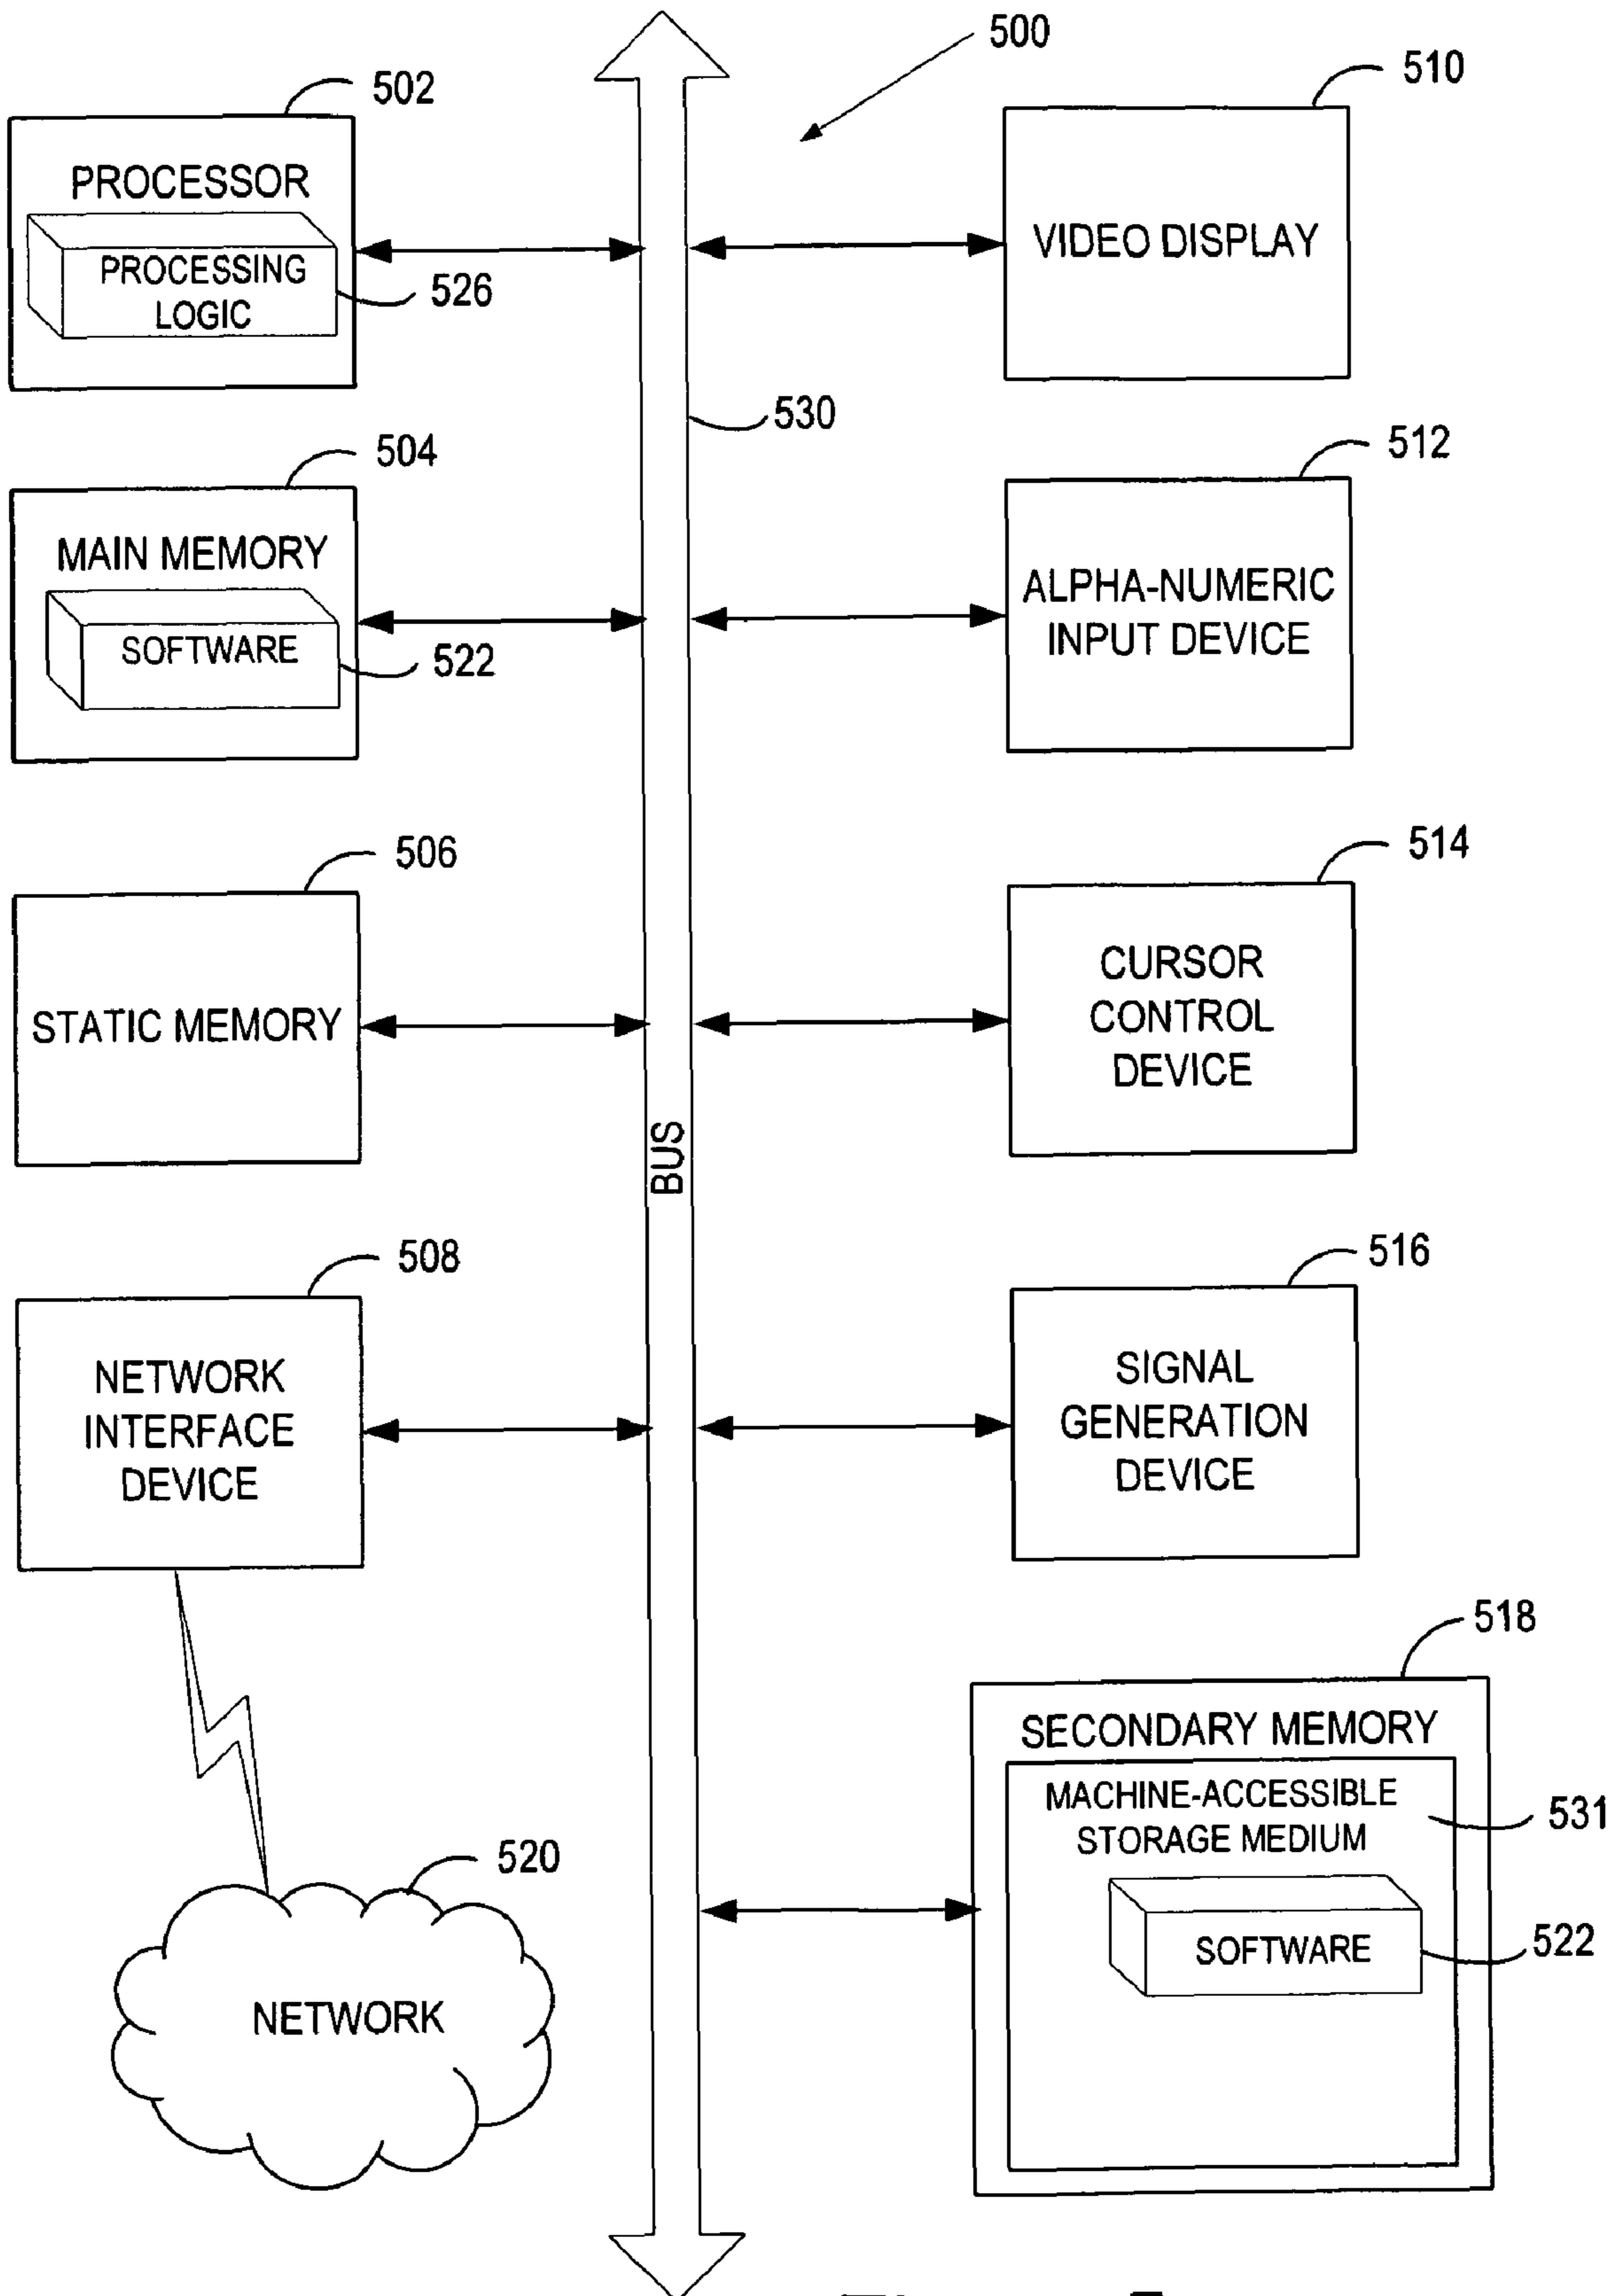 500
502
PROCESSOR
PROCESSING
LOGIC
526
510
VIDEO DISPLAY
530
504
MAIN MEMORY
SOFTWARE
522
512
ALPHA-NUMERIC
INPUT DEVICE
506
STATIC MEMORY
514
CURSOR
CONTROL
DEVICE
BUS
508
NETWORK
INTERFACE
DEVICE
516
SIGNAL
GENERATION
DEVICE
518
SECONDARY MEMORY
MACHINE-ACCESSIBLE
STORAGE MEDIUM
531
SOFTWARE
522
520
NETWORK